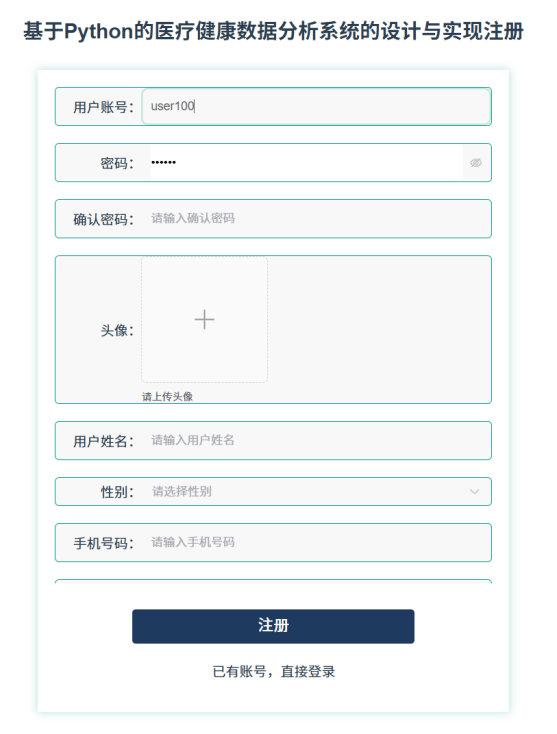 基于Python的医疗健康数据分析系统的设计与实现注册
用户账号： user100
密码： ••••••
确认密码： 请输入确认密码
头像：
请上传头像
用户姓名： 请输入用户姓名
性别： 请选择性别
手机号码： 请输入手机号码
注册
已有账号，直接登录